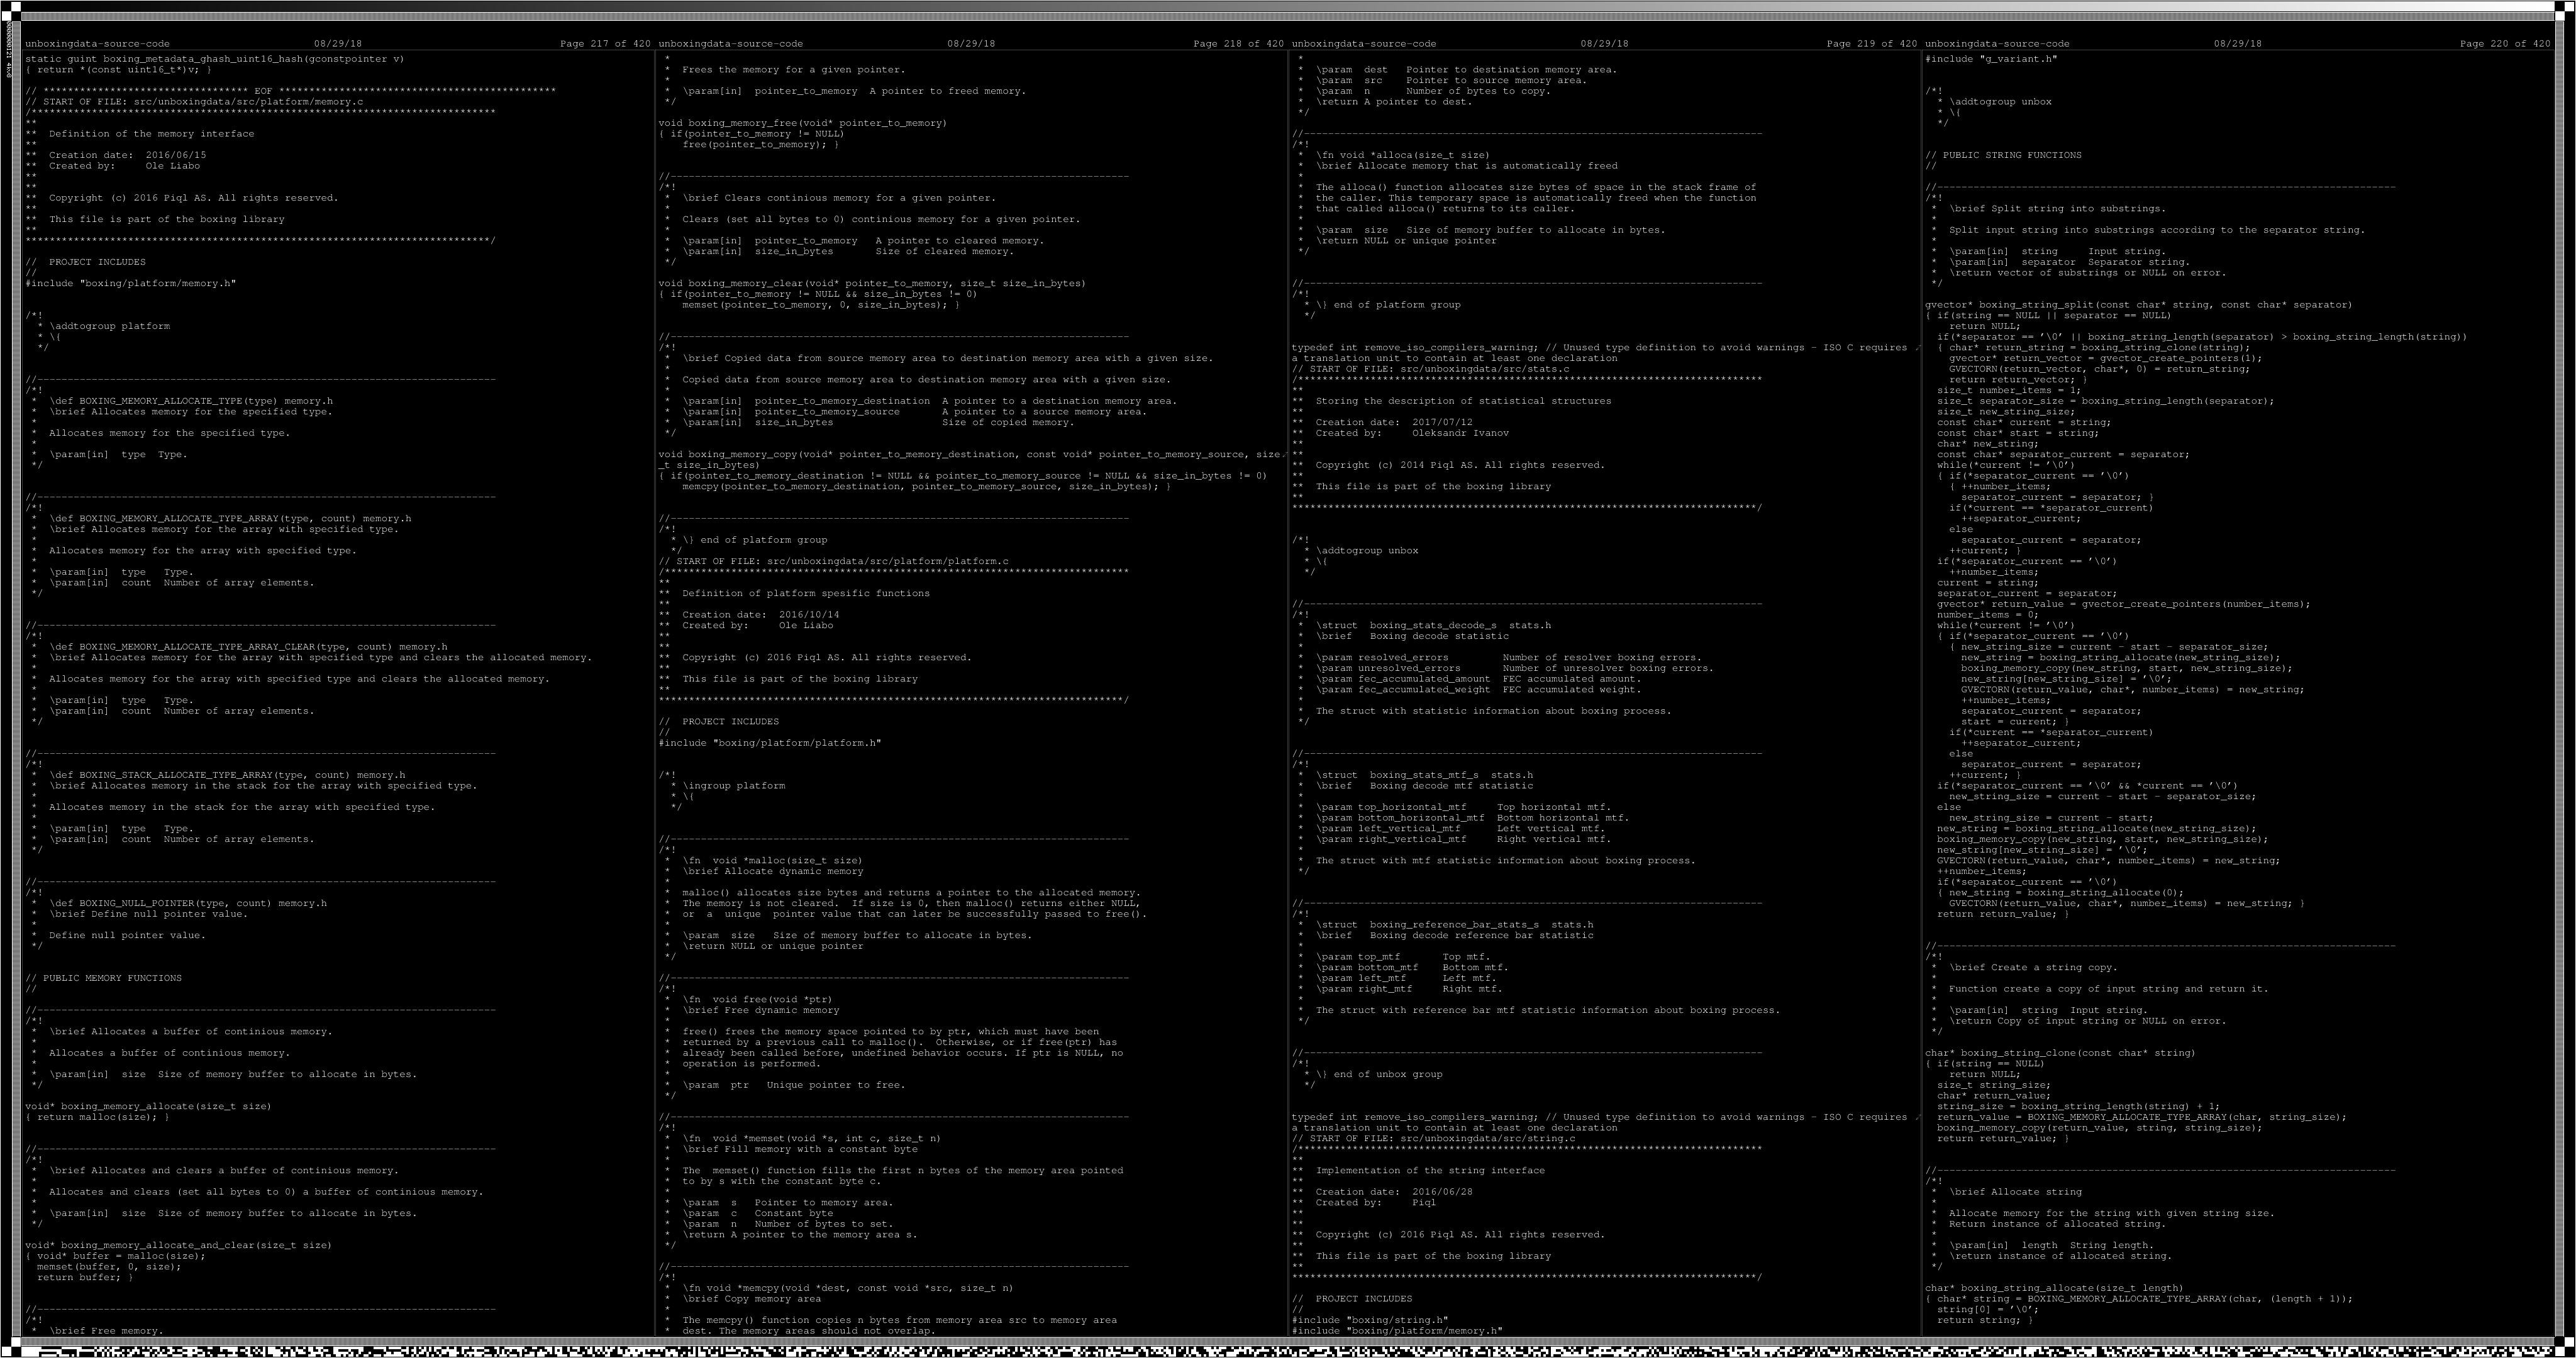 unboxingdata-source-code 08/29/18 Page 217 of 420
static guint boxing_metadata_ghash_uint16_hash(gconstpointer v)
{ return *(const uint16_t*)v; }

// ********************************** EOF **********************************************
// START OF FILE: src/unboxingdata/src/platform/memory.c
/*****************************************************************************
**
**  Definition of the memory interface
**
**  Creation date:  2016/06/15
**  Created by:     Ole Liabo
**
**
**  Copyright (c) 2016 Piql AS. All rights reserved.
**
**  This file is part of the boxing library
**
*****************************************************************************/

//  PROJECT INCLUDES
//
#include "boxing/platform/memory.h"


/*!
  * \addtogroup platform
  * \{
  */


//----------------------------------------------------------------------------
/*!
 *  \def BOXING_MEMORY_ALLOCATE_TYPE(type) memory.h
 *  \brief Allocates memory for the specified type.
 *
 *  Allocates memory for the specified type.
 *
 *  \param[in]  type  Type.
 */


//----------------------------------------------------------------------------
/*!
 *  \def BOXING_MEMORY_ALLOCATE_TYPE_ARRAY(type, count) memory.h
 *  \brief Allocates memory for the array with specified type.
 *
 *  Allocates memory for the array with specified type.
 *
 *  \param[in]  type   Type.
 *  \param[in]  count  Number of array elements.
 */


//----------------------------------------------------------------------------
/*!
 *  \def BOXING_MEMORY_ALLOCATE_TYPE_ARRAY_CLEAR(type, count) memory.h
 *  \brief Allocates memory for the array with specified type and clears the allocated memory.
 *
 *  Allocates memory for the array with specified type and clears the allocated memory.
 *
 *  \param[in]  type   Type.
 *  \param[in]  count  Number of array elements.
 */


//----------------------------------------------------------------------------
/*!
 *  \def BOXING_STACK_ALLOCATE_TYPE_ARRAY(type, count) memory.h
 *  \brief Allocates memory in the stack for the array with specified type.
 *
 *  Allocates memory in the stack for the array with specified type.
 *
 *  \param[in]  type   Type.
 *  \param[in]  count  Number of array elements.
 */


//----------------------------------------------------------------------------
/*!
 *  \def BOXING_NULL_POINTER(type, count) memory.h
 *  \brief Define null pointer value.
 *
 *  Define null pointer value.
 */


// PUBLIC MEMORY FUNCTIONS
//

//----------------------------------------------------------------------------
/*!
 *  \brief Allocates a buffer of continious memory.
 *
 *  Allocates a buffer of continious memory.
 *
 *  \param[in]  size  Size of memory buffer to allocate in bytes.
 */

void* boxing_memory_allocate(size_t size)
{ return malloc(size); }


//----------------------------------------------------------------------------
/*!
 *  \brief Allocates and clears a buffer of continious memory.
 *
 *  Allocates and clears (set all bytes to 0) a buffer of continious memory.
 *
 *  \param[in]  size  Size of memory buffer to allocate in bytes.
 */

void* boxing_memory_allocate_and_clear(size_t size)
{ void* buffer = malloc(size);
  memset(buffer, 0, size);
  return buffer; }


//----------------------------------------------------------------------------
/*!
 *  \brief Free memory.
unboxingdata-source-code 08/29/18 Page 218 of 420
 *
 *  Frees the memory for a given pointer.
 *
 *  \param[in]  pointer_to_memory  A pointer to freed memory.
 */

void boxing_memory_free(void* pointer_to_memory)
{ if(pointer_to_memory != NULL)
    free(pointer_to_memory); }


//----------------------------------------------------------------------------
/*!
 *  \brief Clears continious memory for a given pointer.
 *
 *  Clears (set all bytes to 0) continious memory for a given pointer.
 *
 *  \param[in]  pointer_to_memory   A pointer to cleared memory.
 *  \param[in]  size_in_bytes       Size of cleared memory.
 */

void boxing_memory_clear(void* pointer_to_memory, size_t size_in_bytes)
{ if(pointer_to_memory != NULL && size_in_bytes != 0)
    memset(pointer_to_memory, 0, size_in_bytes); }


//----------------------------------------------------------------------------
/*!
 *  \brief Copied data from source memory area to destination memory area with a given size.
 *
 *  Copied data from source memory area to destination memory area with a given size.
 *
 *  \param[in]  pointer_to_memory_destination  A pointer to a destination memory area.
 *  \param[in]  pointer_to_memory_source       A pointer to a source memory area.
 *  \param[in]  size_in_bytes                  Size of copied memory.
 */

void boxing_memory_copy(void* pointer_to_memory_destination, const void* pointer_to_memory_source, size
_t size_in_bytes)
{ if(pointer_to_memory_destination != NULL && pointer_to_memory_source != NULL && size_in_bytes != 0)
    memcpy(pointer_to_memory_destination, pointer_to_memory_source, size_in_bytes); }


//----------------------------------------------------------------------------
/*!
  * \} end of platform group
  */
// START OF FILE: src/unboxingdata/src/platform/platform.c
/*****************************************************************************
**
**  Definition of platform spesific functions
**
**  Creation date:  2016/10/14
**  Created by:     Ole Liabo
**
**
**  Copyright (c) 2016 Piql AS. All rights reserved.
**
**  This file is part of the boxing library
**
*****************************************************************************/

//  PROJECT INCLUDES
//
#include "boxing/platform/platform.h"


/*!
  * \ingroup platform
  * \{
  */


//----------------------------------------------------------------------------
/*!
 *  \fn  void *malloc(size_t size)
 *  \brief Allocate dynamic memory
 *
 *  malloc() allocates size bytes and returns a pointer to the allocated memory.
 *  The memory is not cleared.  If size is 0, then malloc() returns either NULL,
 *  or  a  unique  pointer value that can later be successfully passed to free().
 *
 *  \param  size   Size of memory buffer to allocate in bytes.
 *  \return NULL or unique pointer
 */

//----------------------------------------------------------------------------
/*!
 *  \fn  void free(void *ptr)
 *  \brief Free dynamic memory
 *
 *  free() frees the memory space pointed to by ptr, which must have been
 *  returned by a previous call to malloc().  Otherwise, or if free(ptr) has
 *  already been called before, undefined behavior occurs. If ptr is NULL, no
 *  operation is performed.
 *
 *  \param  ptr   Unique pointer to free.
 */

//----------------------------------------------------------------------------
/*!
 *  \fn  void *memset(void *s, int c, size_t n)
 *  \brief Fill memory with a constant byte
 *
 *  The  memset() function fills the first n bytes of the memory area pointed
 *  to by s with the constant byte c.
 *
 *  \param  s   Pointer to memory area.
 *  \param  c   Constant byte
 *  \param  n   Number of bytes to set.
 *  \return A pointer to the memory area s.
 */

//----------------------------------------------------------------------------
/*!
 *  \fn void *memcpy(void *dest, const void *src, size_t n)
 *  \brief Copy memory area
 *
 *  The memcpy() function copies n bytes from memory area src to memory area
 *  dest. The memory areas should not overlap.
unboxingdata-source-code 08/29/18 Page 219 of 420
 *
 *  \param  dest   Pointer to destination memory area.
 *  \param  src    Pointer to source memory area.
 *  \param  n      Number of bytes to copy.
 *  \return A pointer to dest.
 */

//----------------------------------------------------------------------------
/*!
 *  \fn void *alloca(size_t size)
 *  \brief Allocate memory that is automatically freed
 *
 *  The alloca() function allocates size bytes of space in the stack frame of
 *  the caller. This temporary space is automatically freed when the function
 *  that called alloca() returns to its caller.
 *
 *  \param  size   Size of memory buffer to allocate in bytes.
 *  \return NULL or unique pointer
 */


//----------------------------------------------------------------------------
/*!
  * \} end of platform group
  */


typedef int remove_iso_compilers_warning; // Unused type definition to avoid warnings - ISO C requires
a translation unit to contain at least one declaration
// START OF FILE: src/unboxingdata/src/stats.c
/*****************************************************************************
**
**  Storing the description of statistical structures
**
**  Creation date:  2017/07/12
**  Created by:     Oleksandr Ivanov
**
**
**  Copyright (c) 2014 Piql AS. All rights reserved.
**
**  This file is part of the boxing library
**
*****************************************************************************/


/*!
  * \addtogroup unbox
  * \{
  */


//----------------------------------------------------------------------------
/*!
 *  \struct  boxing_stats_decode_s  stats.h
 *  \brief   Boxing decode statistic
 *
 *  \param resolved_errors         Number of resolver boxing errors.
 *  \param unresolved_errors       Number of unresolver boxing errors.
 *  \param fec_accumulated_amount  FEC accumulated amount.
 *  \param fec_accumulated_weight  FEC accumulated weight.
 *
 *  The struct with statistic information about boxing process.
 */


//----------------------------------------------------------------------------
/*!
 *  \struct  boxing_stats_mtf_s  stats.h
 *  \brief   Boxing decode mtf statistic
 *
 *  \param top_horizontal_mtf     Top horizontal mtf.
 *  \param bottom_horizontal_mtf  Bottom horizontal mtf.
 *  \param left_vertical_mtf      Left vertical mtf.
 *  \param right_vertical_mtf     Right vertical mtf.
 *
 *  The struct with mtf statistic information about boxing process.
 */


//----------------------------------------------------------------------------
/*!
 *  \struct  boxing_reference_bar_stats_s  stats.h
 *  \brief   Boxing decode reference bar statistic
 *
 *  \param top_mtf       Top mtf.
 *  \param bottom_mtf    Bottom mtf.
 *  \param left_mtf      Left mtf.
 *  \param right_mtf     Right mtf.
 *
 *  The struct with reference bar mtf statistic information about boxing process.
 */


//----------------------------------------------------------------------------
/*!
  * \} end of unbox group
  */


typedef int remove_iso_compilers_warning; // Unused type definition to avoid warnings - ISO C requires
a translation unit to contain at least one declaration
// START OF FILE: src/unboxingdata/src/string.c
/*****************************************************************************
**
**  Implementation of the string interface
**
**  Creation date:  2016/06/28
**  Created by:     Piql
**
**
**  Copyright (c) 2016 Piql AS. All rights reserved.
**
**  This file is part of the boxing library
**
*****************************************************************************/

//  PROJECT INCLUDES
//
#include "boxing/string.h"
#include "boxing/platform/memory.h"
unboxingdata-source-code 08/29/18 Page 220 of 420
#include "g_variant.h"


/*!
  * \addtogroup unbox
  * \{
  */


// PUBLIC STRING FUNCTIONS
//

//----------------------------------------------------------------------------
/*!
 *  \brief Split string into substrings.
 *
 *  Split input string into substrings according to the separator string.
 *
 *  \param[in]  string     Input string.
 *  \param[in]  separator  Separator string.
 *  \return vector of substrings or NULL on error.
 */

gvector* boxing_string_split(const char* string, const char* separator)
{ if(string == NULL || separator == NULL)
    return NULL;
  if(*separator == '\0' || boxing_string_length(separator) > boxing_string_length(string))
  { char* return_string = boxing_string_clone(string);
    gvector* return_vector = gvector_create_pointers(1);
    GVECTORN(return_vector, char*, 0) = return_string;
    return return_vector; }
  size_t number_items = 1;
  size_t separator_size = boxing_string_length(separator);
  size_t new_string_size;
  const char* current = string;
  const char* start = string;
  char* new_string;
  const char* separator_current = separator;
  while(*current != '\0')
  { if(*separator_current == '\0')
    { ++number_items;
      separator_current = separator; }
    if(*current == *separator_current)
      ++separator_current;
    else
      separator_current = separator;
    ++current; }
  if(*separator_current == '\0')
    ++number_items;
  current = string;
  separator_current = separator;
  gvector* return_value = gvector_create_pointers(number_items);
  number_items = 0;
  while(*current != '\0')
  { if(*separator_current == '\0')
    { new_string_size = current - start - separator_size;
      new_string = boxing_string_allocate(new_string_size);
      boxing_memory_copy(new_string, start, new_string_size);
      new_string[new_string_size] = '\0';
      GVECTORN(return_value, char*, number_items) = new_string;
      ++number_items;
      separator_current = separator;
      start = current; }
    if(*current == *separator_current)
      ++separator_current;
    else
      separator_current = separator;
    ++current; }
  if(*separator_current == '\0' && *current == '\0')
    new_string_size = current - start - separator_size;
  else
    new_string_size = current - start;
  new_string = boxing_string_allocate(new_string_size);
  boxing_memory_copy(new_string, start, new_string_size);
  new_string[new_string_size] = '\0';
  GVECTORN(return_value, char*, number_items) = new_string;
  ++number_items;
  if(*separator_current == '\0')
  { new_string = boxing_string_allocate(0);
    GVECTORN(return_value, char*, number_items) = new_string; }
  return return_value; }


//----------------------------------------------------------------------------
/*!
 *  \brief Create a string copy.
 *
 *  Function create a copy of input string and return it.
 *
 *  \param[in]  string  Input string.
 *  \return Copy of input string or NULL on error.
 */

char* boxing_string_clone(const char* string)
{ if(string == NULL)
    return NULL;
  size_t string_size;
  char* return_value;
  string_size = boxing_string_length(string) + 1;
  return_value = BOXING_MEMORY_ALLOCATE_TYPE_ARRAY(char, string_size);
  boxing_memory_copy(return_value, string, string_size);
  return return_value; }


//----------------------------------------------------------------------------
/*!
 *  \brief Allocate string
 *
 *  Allocate memory for the string with given string size.
 *  Return instance of allocated string.
 *
 *  \param[in]  length  String length.
 *  \return instance of allocated string.
 */

char* boxing_string_allocate(size_t length)
{ char* string = BOXING_MEMORY_ALLOCATE_TYPE_ARRAY(char, (length + 1));
  string[0] = '\0';
  return string; }